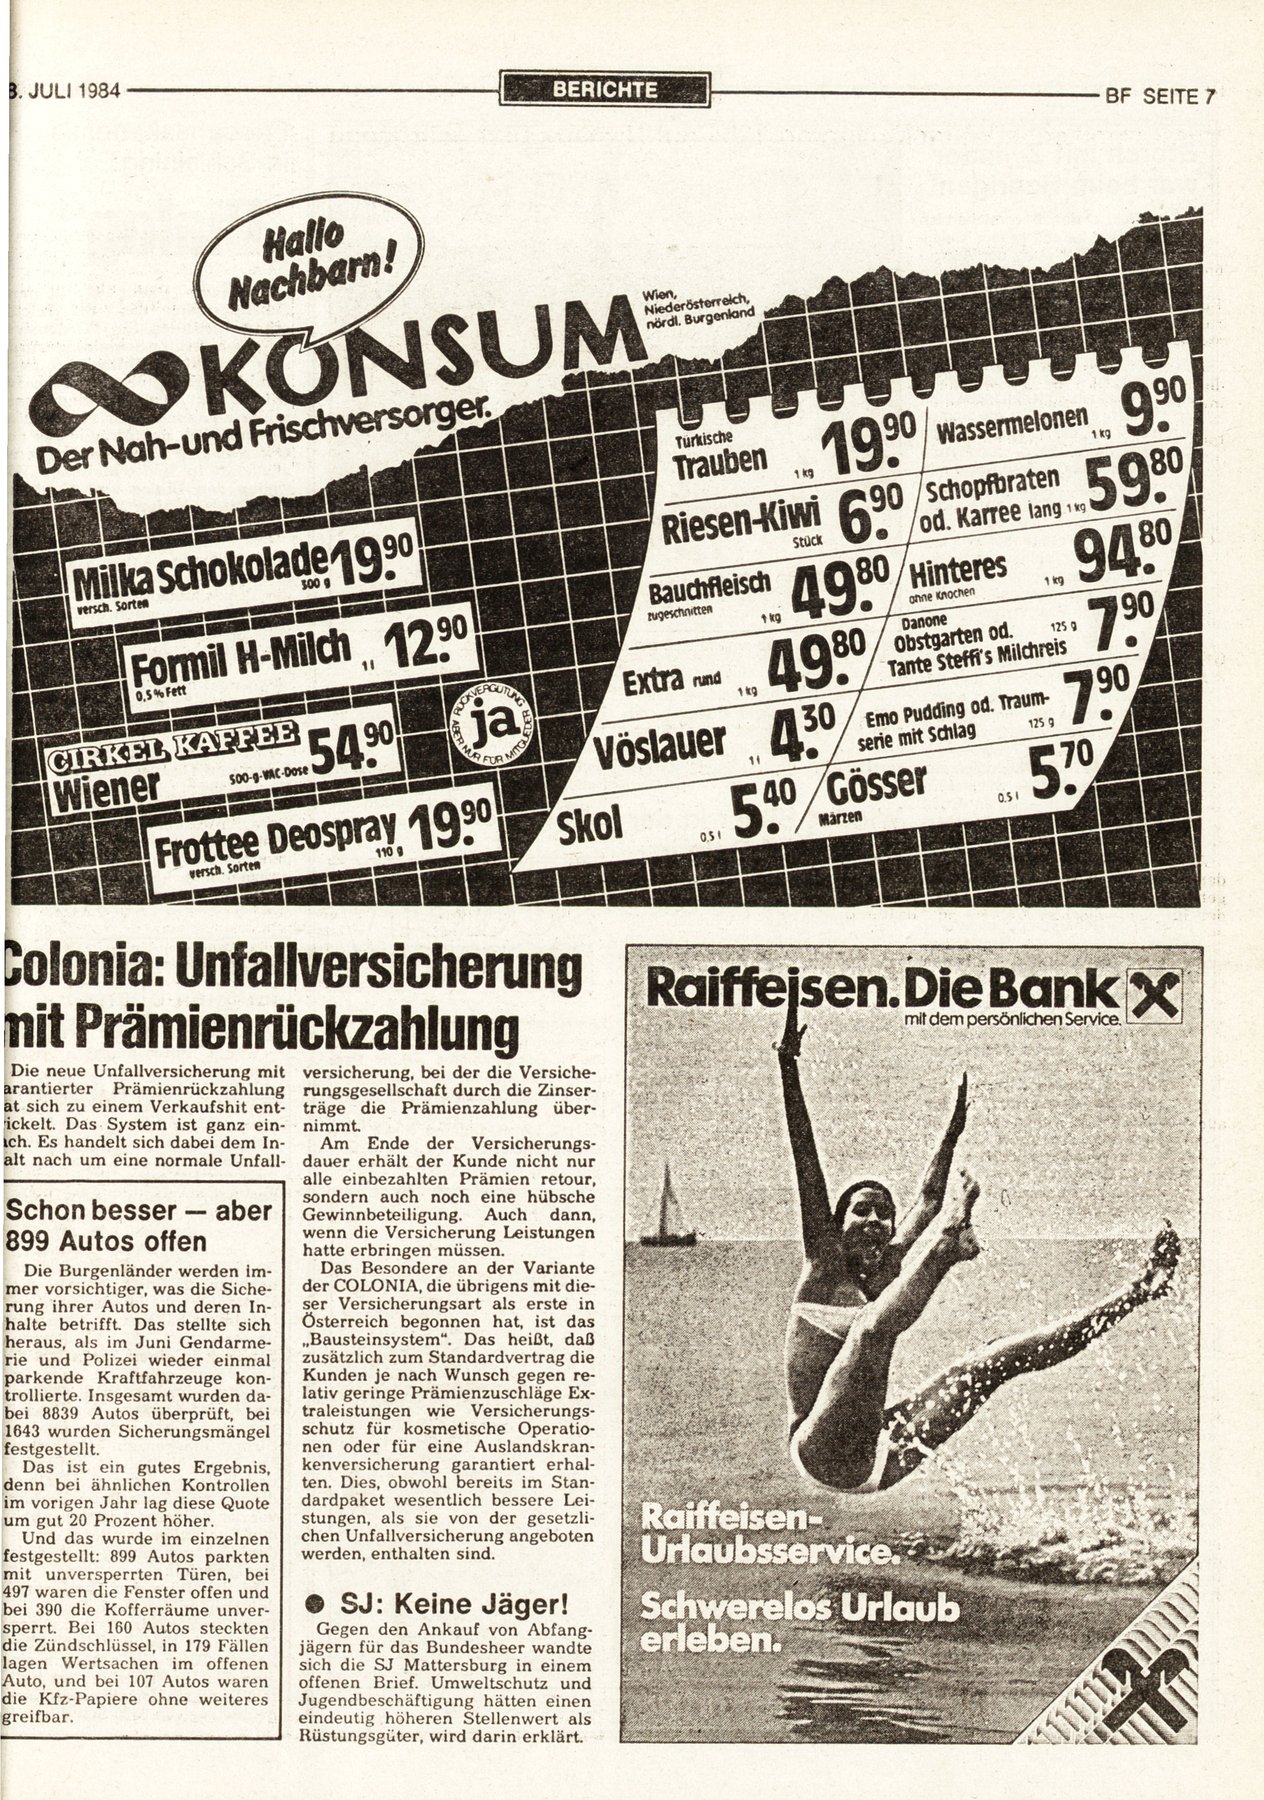 3. JULI 1984
BERICHTE
BF SEITE 7
Hallo
Nachbarn!
KONSUM
Wien,
Niederösterreich,
nördl. Burgenland
Der Nah-und Frischversorger.
Milka Schokolade 19.90
versch. Sorten 300 g
Formil H-Milch 1 l 12.90
0,5% Fett
CIRKEL KAFFEE
Wiener 500-g-VAC-Dose 54.90
ja
RÜCKVERGÜTUNG
ABER NUR FÜR MITGLIEDER
Frottee Deospray 19.90
versch. Sorten 110 g
Türkische
Trauben 1 kg 19.90
Riesen-Kiwi 6.90
Stück
Bauchfleisch
zugeschnitten 1 kg 49.80
Extra rund 1 kg 49.80
Vöslauer 1 l 4.30
Skol 0,5 l 5.40
Wassermelonen 1 kg 9.90
Schopfbraten
od. Karree lang 1 kg 59.80
Hinteres
ohne Knochen 1 kg 94.80
Danone
Obstgarten od. 125 g
Tante Steffi's Milchreis 7.90
Emo Pudding od. Traum-
serie mit Schlag 125 g 7.90
Gösser
Märzen 0,5 l 5.70
Colonia: Unfallversicherung
mit Prämienrückzahlung
Die neue Unfallversicherung mit
arantierter Prämienrückzahlung
at sich zu einem Verkaufshit ent-
ickelt. Das System ist ganz ein-
ch. Es handelt sich dabei dem In-
alt nach um eine normale Unfall-
versicherung, bei der die Versiche-
rungsgesellschaft durch die Zinser-
träge die Prämienzahlung über-
nimmt.
Am Ende der Versicherungs-
dauer erhält der Kunde nicht nur
alle einbezahlten Prämien retour,
sondern auch noch eine hübsche
Gewinnbeteiligung. Auch dann,
wenn die Versicherung Leistungen
hatte erbringen müssen.
Das Besondere an der Variante
der COLONIA, die übrigens mit die-
ser Versicherungsart als erste in
Österreich begonnen hat, ist das
„Bausteinsystem“. Das heißt, daß
zusätzlich zum Standardvertrag die
Kunden je nach Wunsch gegen re-
lativ geringe Prämienzuschläge Ex-
traleistungen wie Versicherungs-
schutz für kosmetische Operatio-
nen oder für eine Auslandskran-
kenversicherung garantiert erhal-
ten. Dies, obwohl bereits im Stan-
dardpaket wesentlich bessere Lei-
stungen, als sie von der gesetzli-
chen Unfallversicherung angeboten
werden, enthalten sind.
Schon besser — aber
899 Autos offen
Die Burgenländer werden im-
mer vorsichtiger, was die Siche-
rung ihrer Autos und deren In-
halte betrifft. Das stellte sich
heraus, als im Juni Gendarme-
rie und Polizei wieder einmal
parkende Kraftfahrzeuge kon-
trollierte. Insgesamt wurden da-
bei 8839 Autos überprüft, bei
1643 wurden Sicherungsmängel
festgestellt.
Das ist ein gutes Ergebnis,
denn bei ähnlichen Kontrollen
im vorigen Jahr lag diese Quote
um gut 20 Prozent höher.
Und das wurde im einzelnen
festgestellt: 899 Autos parkten
mit unversperrten Türen, bei
497 waren die Fenster offen und
bei 390 die Kofferräume unver-
sperrt. Bei 160 Autos steckten
die Zündschlüssel, in 179 Fällen
lagen Wertsachen im offenen
Auto, und bei 107 Autos waren
die Kfz-Papiere ohne weiteres
greifbar.
● SJ: Keine Jäger!
Gegen den Ankauf von Abfang-
jägern für das Bundesheer wandte
sich die SJ Mattersburg in einem
offenen Brief. Umweltschutz und
Jugendbeschäftigung hätten einen
eindeutig höheren Stellenwert als
Rüstungsgüter, wird darin erklärt.
Raiffeisen. Die Bank
mit dem persönlichen Service.
Raiffeisen-
Urlaubsservice.
Schwerelos Urlaub
erleben.